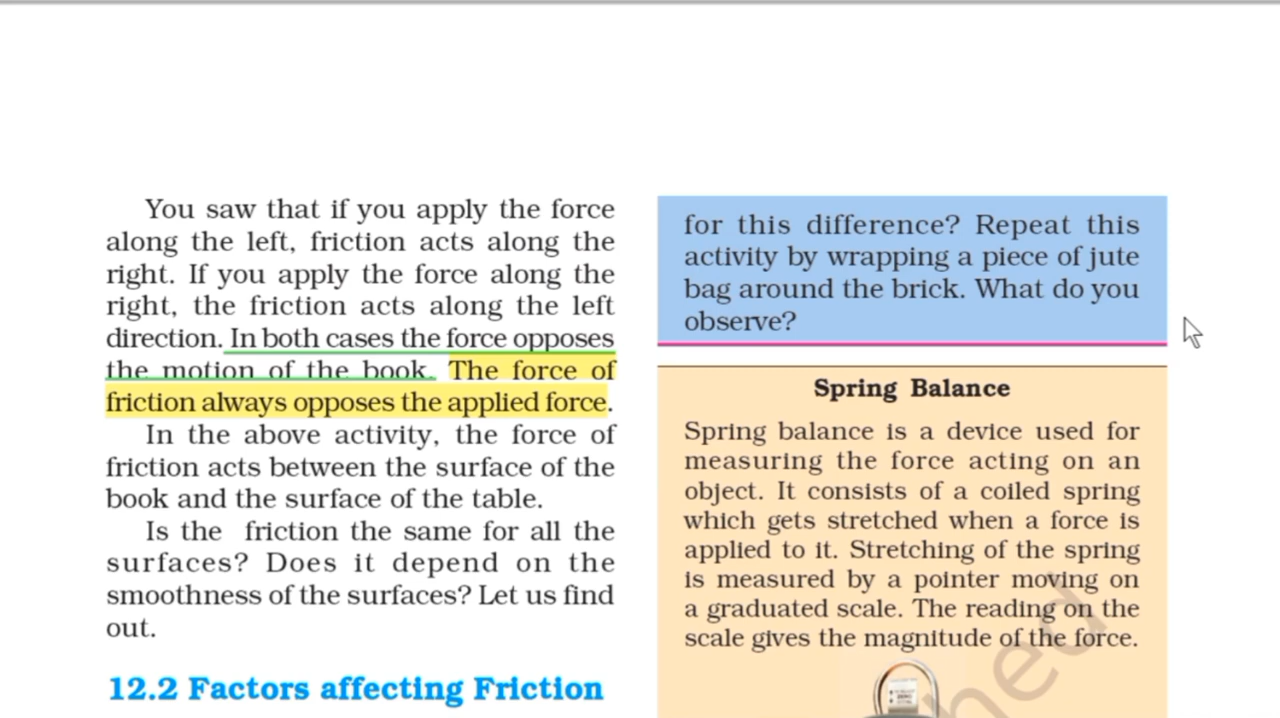 You saw that if you apply the force
along the left, friction acts along the
right. If you apply the force along the
right, the friction acts along the left
direction. In both cases the force opposes
the motion of the book. The force of
friction always opposes the applied force.
In the above activity, the force of
friction acts between the surface of the
book and the surface of the table.
Is the friction the same for all the
surfaces? Does it depend on the
smoothness of the surfaces? Let us find
out.
12.2 Factors affecting Friction
for this difference? Repeat this
activity by wrapping a piece of jute
bag around the brick. What do you
observe?
Spring Balance
Spring balance is a device used for
measuring the force acting on an
object. It consists of a coiled spring
which gets stretched when a force is
applied to it. Stretching of the spring
is measured by a pointer moving on
a graduated scale. The reading on the
scale gives the magnitude of the force.